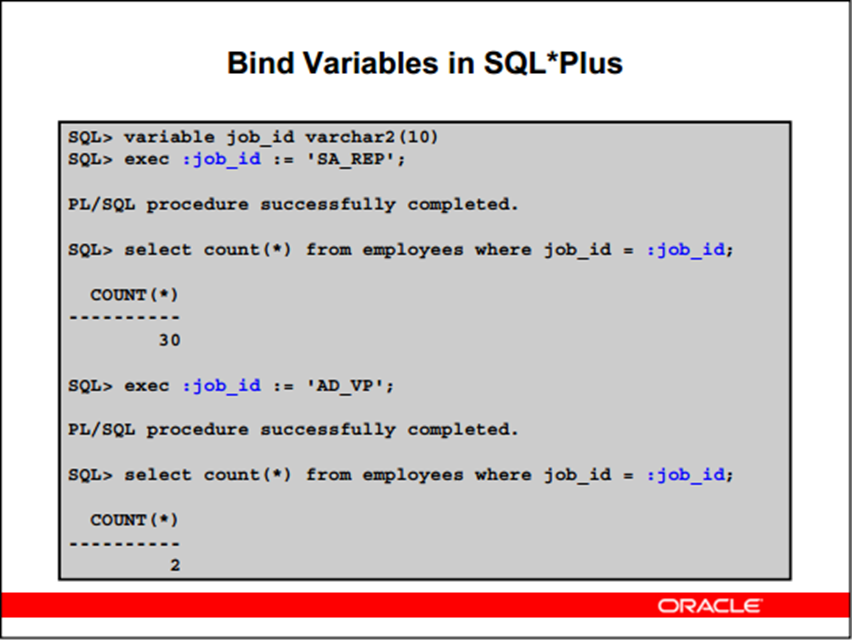 Bind Variables in SQL*Plus
SQL> variable job_id varchar2(10)
SQL> exec :job_id := 'SA_REP';
PL/SQL procedure successfully completed.
SQL> select count(*) from employees where job_id = :job_id;
COUNT(*)
----------
30
SQL> exec :job_id := 'AD_VP';
PL/SQL procedure successfully completed.
SQL> select count(*) from employees where job_id = :job_id;
COUNT(*)
----------
2
ORACLE